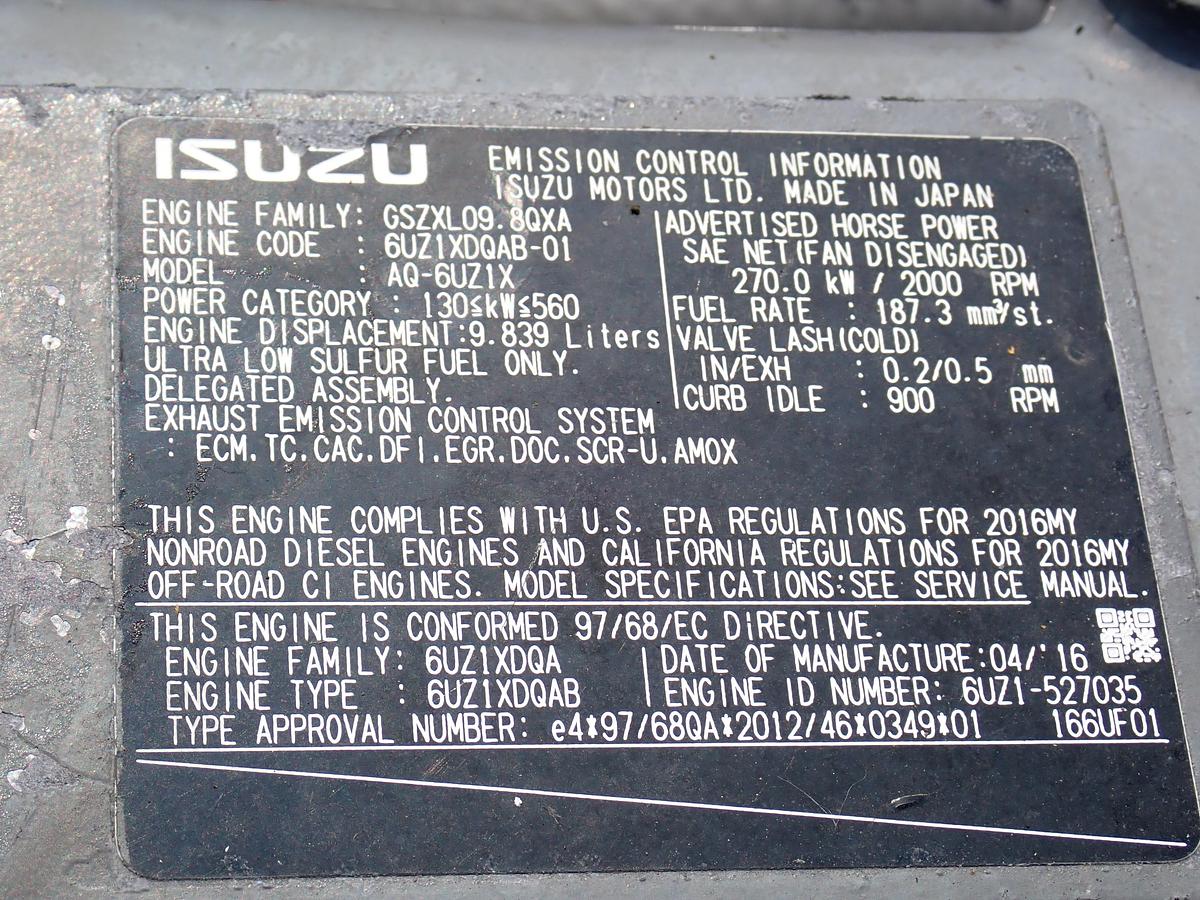 ISUZU
EMISSION CONTROL INFORMATION
ISUZU MOTORS LTD. MADE IN JAPAN
ENGINE FAMILY: GSZXL09.8QXA
ENGINE CODE : 6UZ1XDQAB-01
MODEL : AQ-6UZ1X
POWER CATEGORY : 130≤kW≤560
ENGINE DISPLACEMENT:9.839 Liters
ULTRA LOW SULFUR FUEL ONLY.
DELEGATED ASSEMBLY.
EXHAUST EMISSION CONTROL SYSTEM
: ECM.TC.CAC.DFI.EGR.DOC.SCR-U.AMOX
ADVERTISED HORSE POWER
SAE NET(FAN DISENGAGED)
270.0 kW / 2000 RPM
FUEL RATE : 187.3 mm³/st.
VALVE LASH(COLD)
IN/EXH : 0.2/0.5 mm
CURB IDLE : 900 RPM
THIS ENGINE COMPLIES WITH U.S. EPA REGULATIONS FOR 2016MY
NONROAD DIESEL ENGINES AND CALIFORNIA REGULATIONS FOR 2016MY
OFF-ROAD CI ENGINES. MODEL SPECIFICATIONS:SEE SERVICE MANUAL.
THIS ENGINE IS CONFORMED 97/68/EC DIRECTIVE.
ENGINE FAMILY: 6UZ1XDQA
DATE OF MANUFACTURE:04/'16
ENGINE TYPE : 6UZ1XDQAB
ENGINE ID NUMBER: 6UZ1-527035
TYPE APPROVAL NUMBER: e4*97/68QA*2012/46*0349*01 166UF01